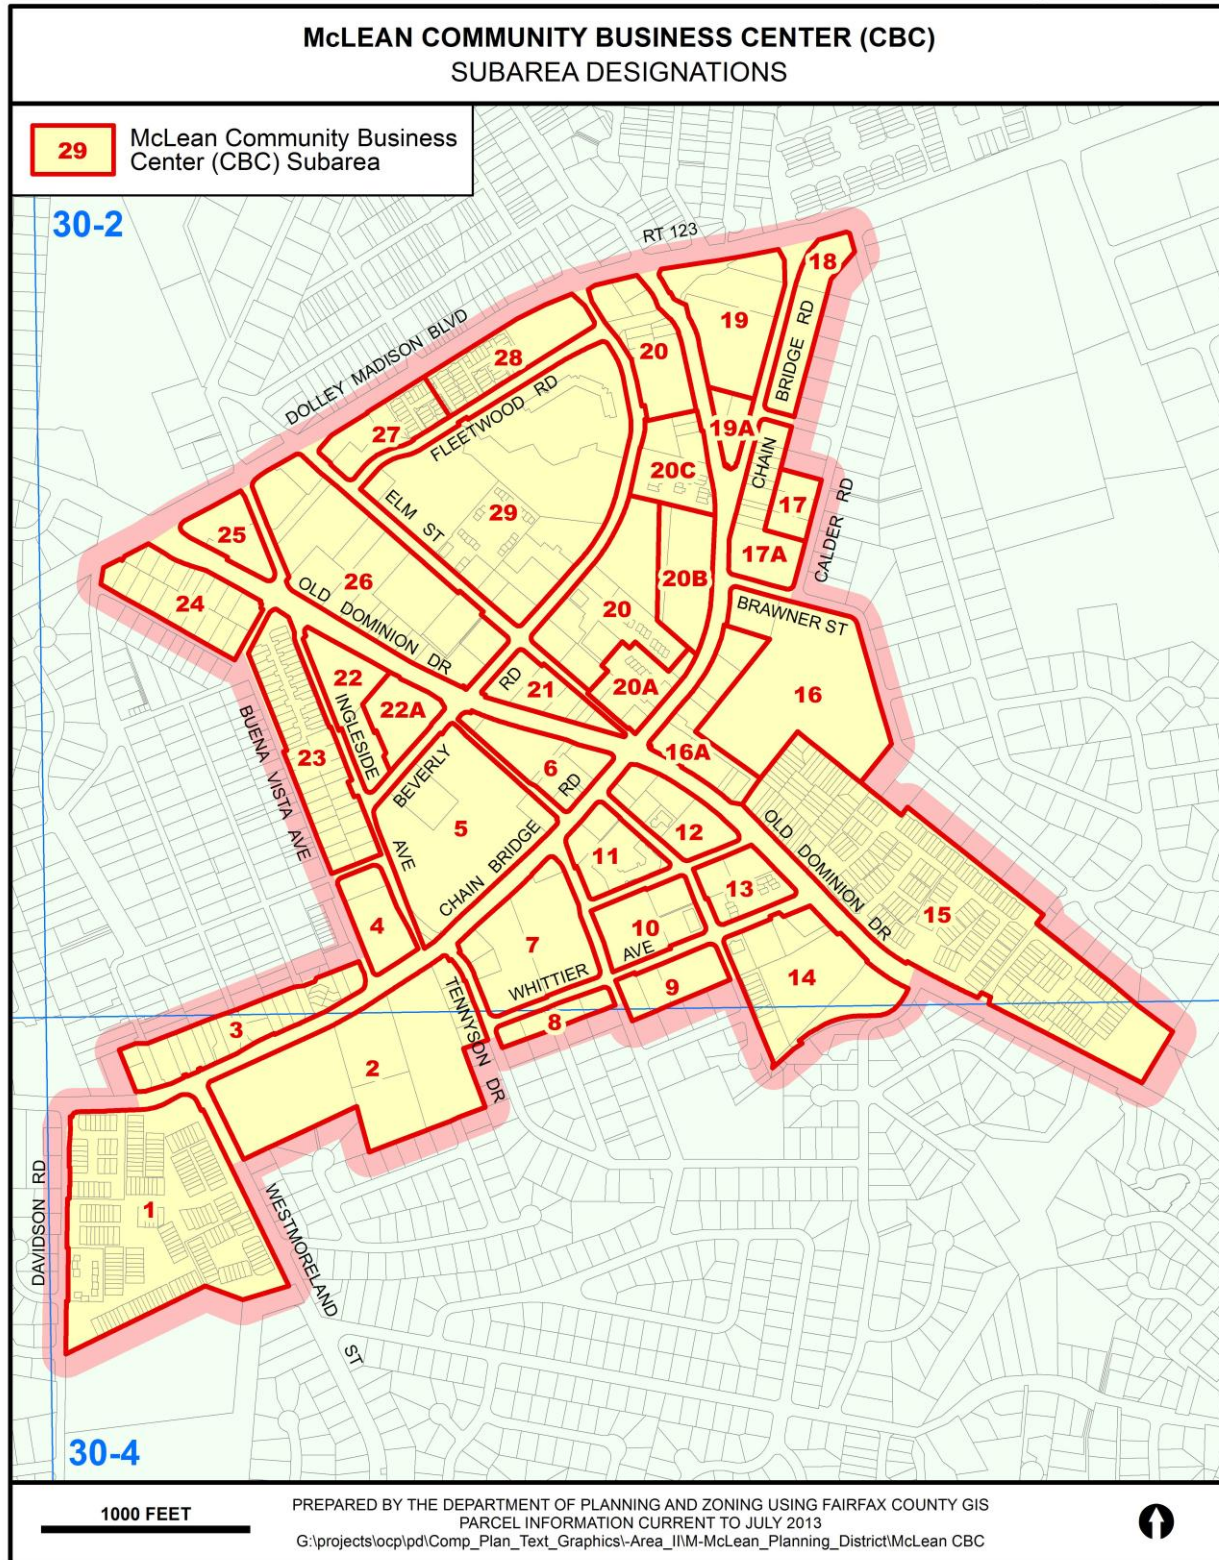 McLEAN COMMUNITY BUSINESS CENTER (CBC)
SUBAREA DESIGNATIONS
29
McLean Community Business
Center (CBC) Subarea
30-2
RT 123
18
BRIDGE RD
19
20
DOLLEY MADISON BLVD
28
27
FLEETWOOD RD
19A
CHAIN
20C
17
CALDER RD
17A
ELM ST
29
25
26
24
OLD DOMINION DR
20
20B
BRAWNER ST
22
INGLESIDE
AVE
22A
RD
21
20A
16
16A
23
BUENA VISTA AVE
BEVERLY
6
RD
5
CHAIN BRIDGE
12
11
OLD DOMINION DR
13
15
4
7
10
WHITTIER
AVE
9
14
8
TENNYSON DR
3
2
1
DAVIDSON RD
WESTMORELAND ST
30-4
1000 FEET
PREPARED BY THE DEPARTMENT OF PLANNING AND ZONING USING FAIRFAX COUNTY GIS
PARCEL INFORMATION CURRENT TO JULY 2013
G:\projects\ocp\pd\Comp_Plan_Text_Graphics\-Area_II\M-McLean_Planning_District\McLean CBC